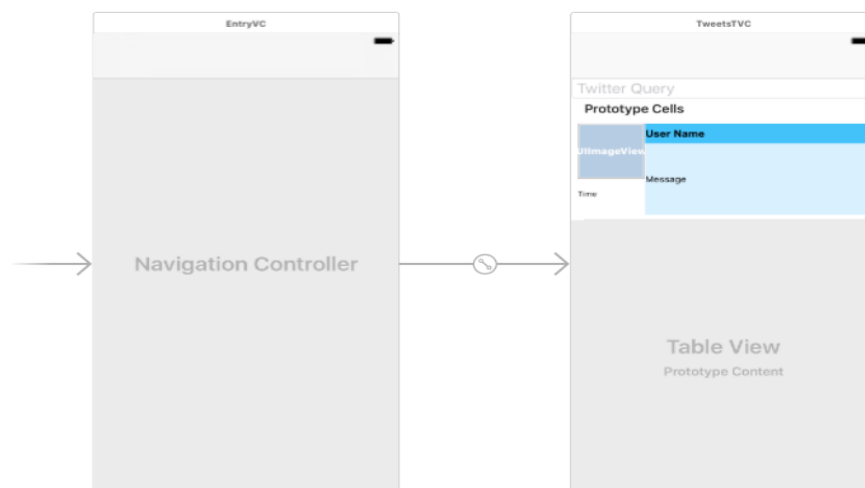 EntryVC
Navigation Controller
TweetsTVC
Twitter Query
Prototype Cells
UIImageView
User Name
Message
Time
Table View
Prototype Content